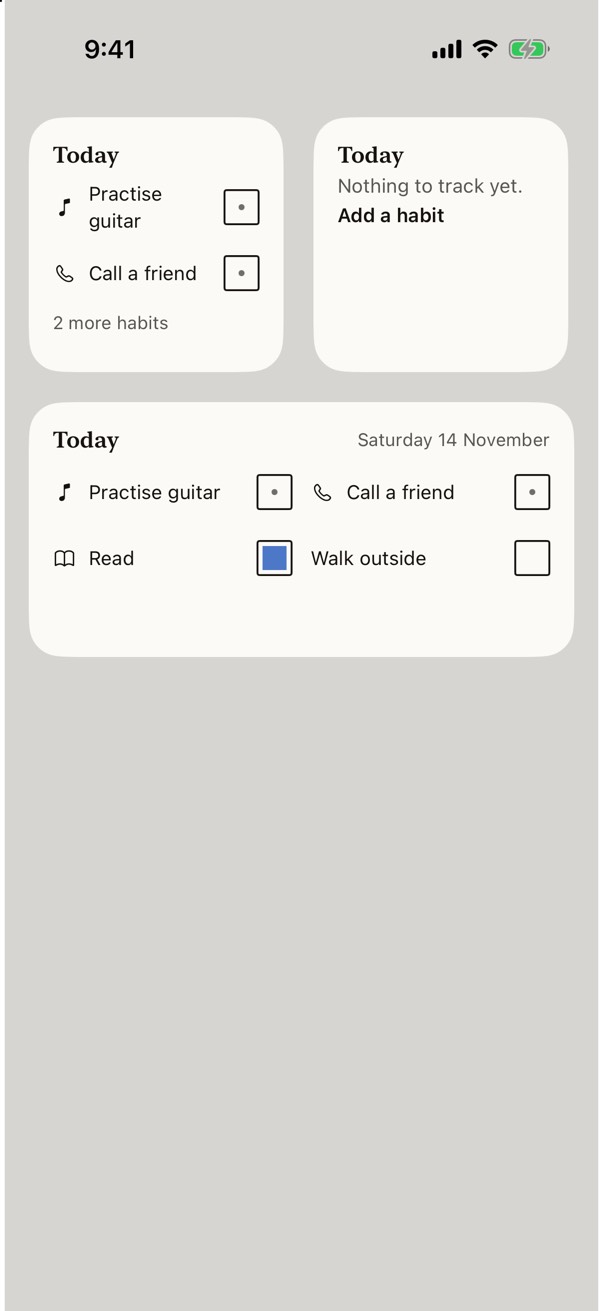 9:41
Today
Practise
guitar
Call a friend
2 more habits
Today
Nothing to track yet.
Add a habit
Today
Saturday 14 November
Practise guitar
Call a friend
Read
Walk outside